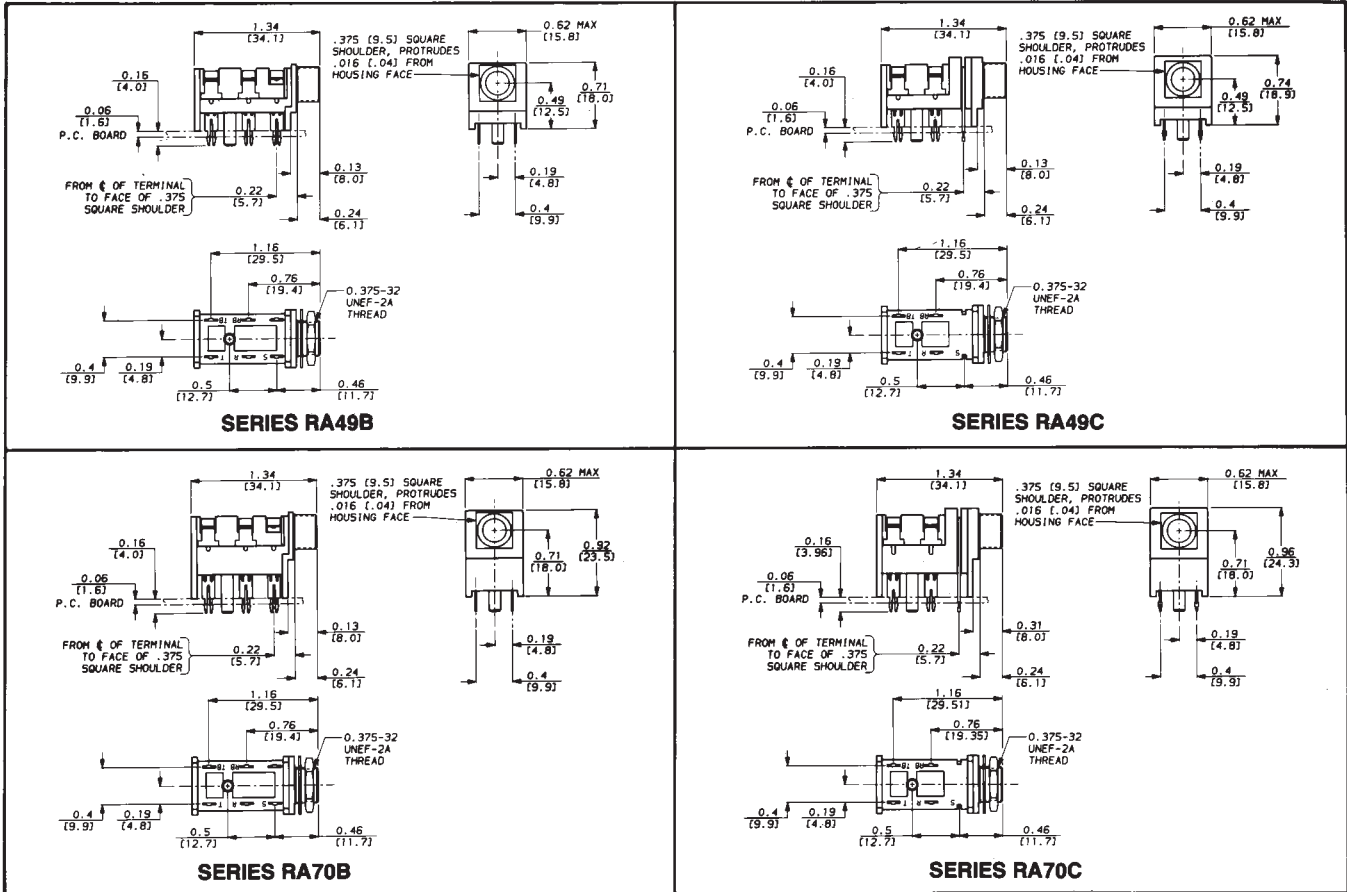 1.34
[34.1]
.375 [9.5] SQUARE
SHOULDER, PROTRUDES
.016 [.04] FROM
HOUSING FACE
0.62 MAX
[15.8]
0.16
[4.0]
0.06
[1.6]
P.C. BOARD
0.49
[12.5]
0.71
[18.0]
0.13
[8.0]
0.19
[4.8]
FROM ℄ OF TERMINAL
TO FACE OF .375
SQUARE SHOULDER
0.22
[5.7]
0.4
[9.9]
0.24
[6.1]
1.16
[29.5]
0.76
[19.4]
0.375-32
UNEF-2A
THREAD
TB RB
T R S
0.4
[9.9]
0.19
[4.8]
0.5
[12.7]
0.46
[11.7]
SERIES RA49B
1.34
[34.1]
.375 [9.5] SQUARE
SHOULDER, PROTRUDES
.016 [.04] FROM
HOUSING FACE
0.62 MAX
[15.8]
0.16
[4.0]
0.06
[1.6]
P.C. BOARD
0.49
[12.5]
0.74
[18.9]
0.13
[8.0]
0.19
[4.8]
FROM ℄ OF TERMINAL
TO FACE OF .375
SQUARE SHOULDER
0.22
[5.7]
0.4
[9.9]
0.24
[6.1]
1.16
[29.5]
0.76
[19.4]
0.375-32
UNEF-2A
THREAD
TB RB
T R S
0.4
[9.9]
0.19
[4.8]
0.5
[12.7]
0.46
[11.7]
SERIES RA49C
1.34
[34.1]
.375 [9.5] SQUARE
SHOULDER, PROTRUDES
.016 [.04] FROM
HOUSING FACE
0.62 MAX
[15.8]
0.16
[4.0]
0.06
[1.6]
P.C. BOARD
0.71
[18.0]
0.92
[23.5]
0.13
[8.0]
0.19
[4.8]
FROM ℄ OF TERMINAL
TO FACE OF .375
SQUARE SHOULDER
0.22
[5.7]
0.4
[9.9]
0.24
[6.1]
1.16
[29.5]
0.76
[19.4]
0.375-32
UNEF-2A
THREAD
TB RB
T R S
0.4
[9.9]
0.19
[4.8]
0.5
[12.7]
0.46
[11.7]
SERIES RA70B
1.34
[34.1]
.375 [9.5] SQUARE
SHOULDER, PROTRUDES
.016 [.04] FROM
HOUSING FACE
0.62 MAX
[15.8]
0.16
[3.96]
0.06
[1.6]
P.C. BOARD
0.71
[18.0]
0.96
[24.3]
0.31
[8.0]
0.19
[4.8]
FROM ℄ OF TERMINAL
TO FACE OF .375
SQUARE SHOULDER
0.22
[5.7]
0.4
[9.9]
0.24
[6.1]
1.16
[29.51]
0.76
[19.35]
0.375-32
UNEF-2A
THREAD
TB RB
T R S
0.4
[9.9]
0.19
[4.8]
0.5
[12.7]
0.46
[11.7]
SERIES RA70C